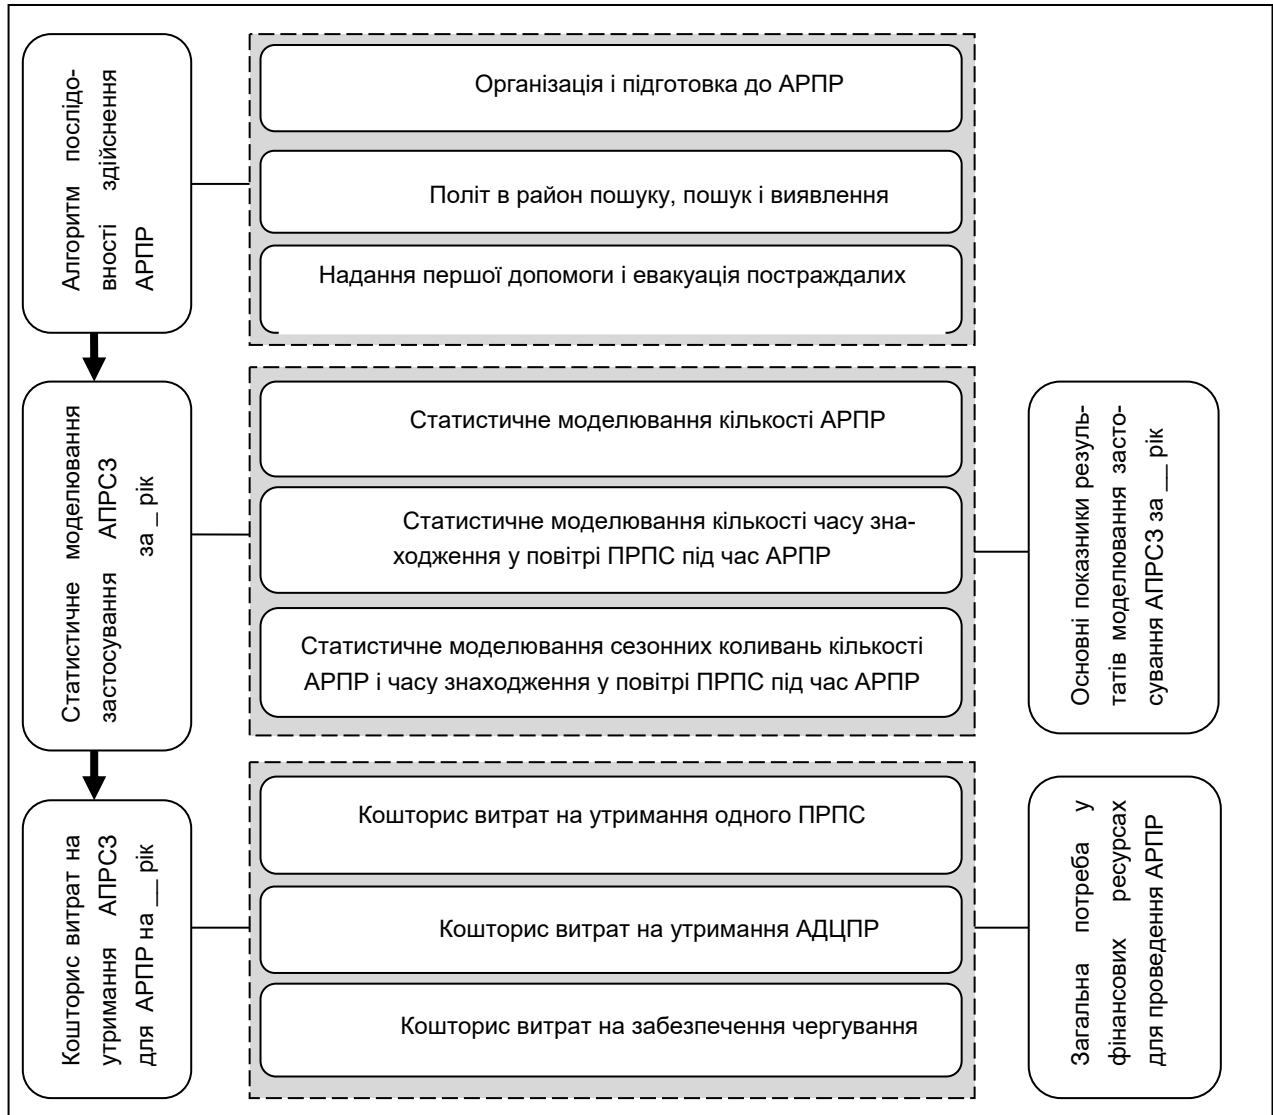 Алгоритм послідо-
вності здійснення
АРПР
Організація і підготовка до АРПР
Політ в район пошуку, пошук і виявлення
Надання першої допомоги і евакуація постраждалих
Статистичне моделювання
застосування АПРСЗ
за _ рік
Статистичне моделювання кількості АРПР
Статистичне моделювання кількості часу зна-
ходження у повітрі ПРПС під час АРПР
Статистичне моделювання сезонних коливань кількості
АРПР і часу знаходження у повітрі ПРПС під час АРПР
Основні показники резуль-
татів моделювання засто-
сування АПРСЗ за __ рік
Кошторис витрат на
утримання АПРСЗ
для АРПР на __ рік
Кошторис витрат на утримання одного ПРПС
Кошторис витрат на утримання АДЦПР
Кошторис витрат на забезпечення чергування
Загальна потреба у
фінансових ресурсах
для проведення АРПР